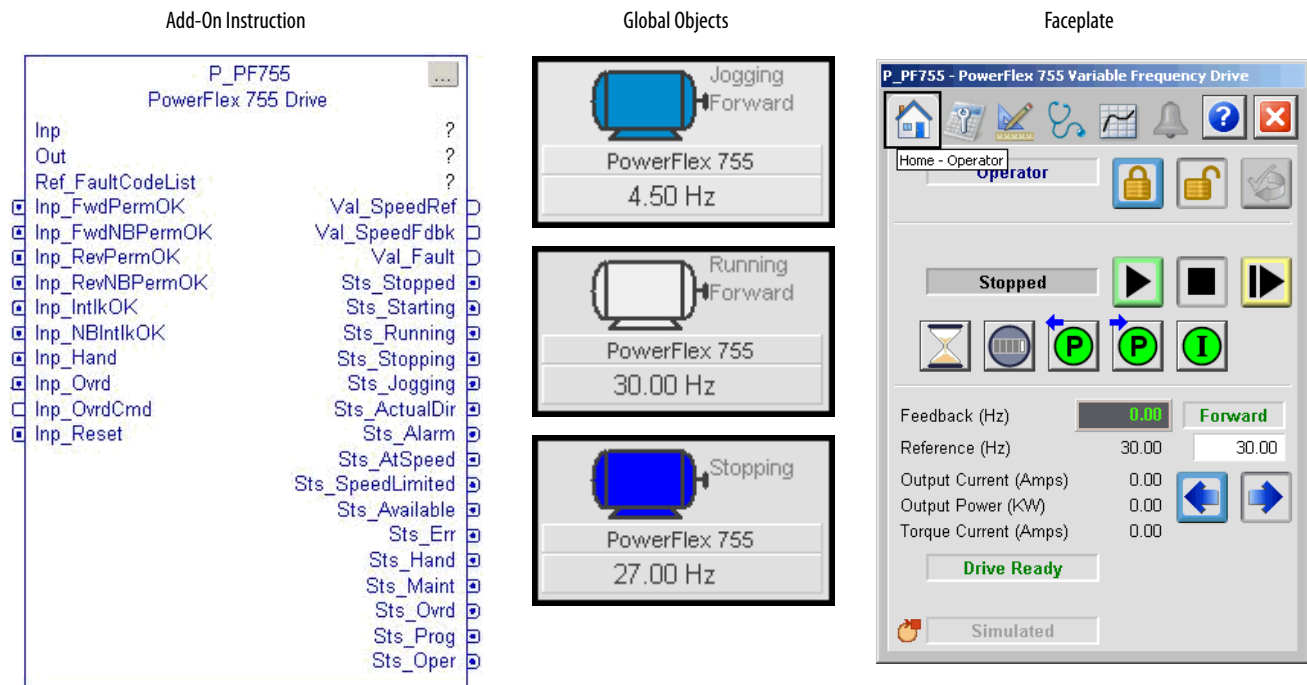 Add-On Instruction
Global Objects
Faceplate
P_PF755
...
PowerFlex 755 Drive
Inp ?
Out ?
Ref_FaultCodeList ?
Inp_FwdPermOK Val_SpeedRef
Inp_FwdNBPermOK Val_SpeedFdbk
Inp_RevPermOK Val_Fault
Inp_RevNBPermOK Sts_Stopped
Inp_IntlkOK Sts_Starting
Inp_NBIntlkOK Sts_Running
Inp_Hand Sts_Stopping
Inp_Ovrd Sts_Jogging
Inp_OvrdCmd Sts_ActualDir
Inp_Reset Sts_Alarm
Sts_AtSpeed
Sts_SpeedLimited
Sts_Available
Sts_Err
Sts_Hand
Sts_Maint
Sts_Ovrd
Sts_Prog
Sts_Oper
Jogging
Forward
PowerFlex 755
4.50 Hz
Running
Forward
PowerFlex 755
30.00 Hz
Stopping
PowerFlex 755
27.00 Hz
P_PF755 - PowerFlex 755 Variable Frequency Drive
?
Home - Operator
Operator
Stopped
P P I
Feedback (Hz) 0.00 Forward
Reference (Hz) 30.00 30.00
Output Current (Amps) 0.00
Output Power (KW) 0.00
Torque Current (Amps) 0.00
Drive Ready
Simulated